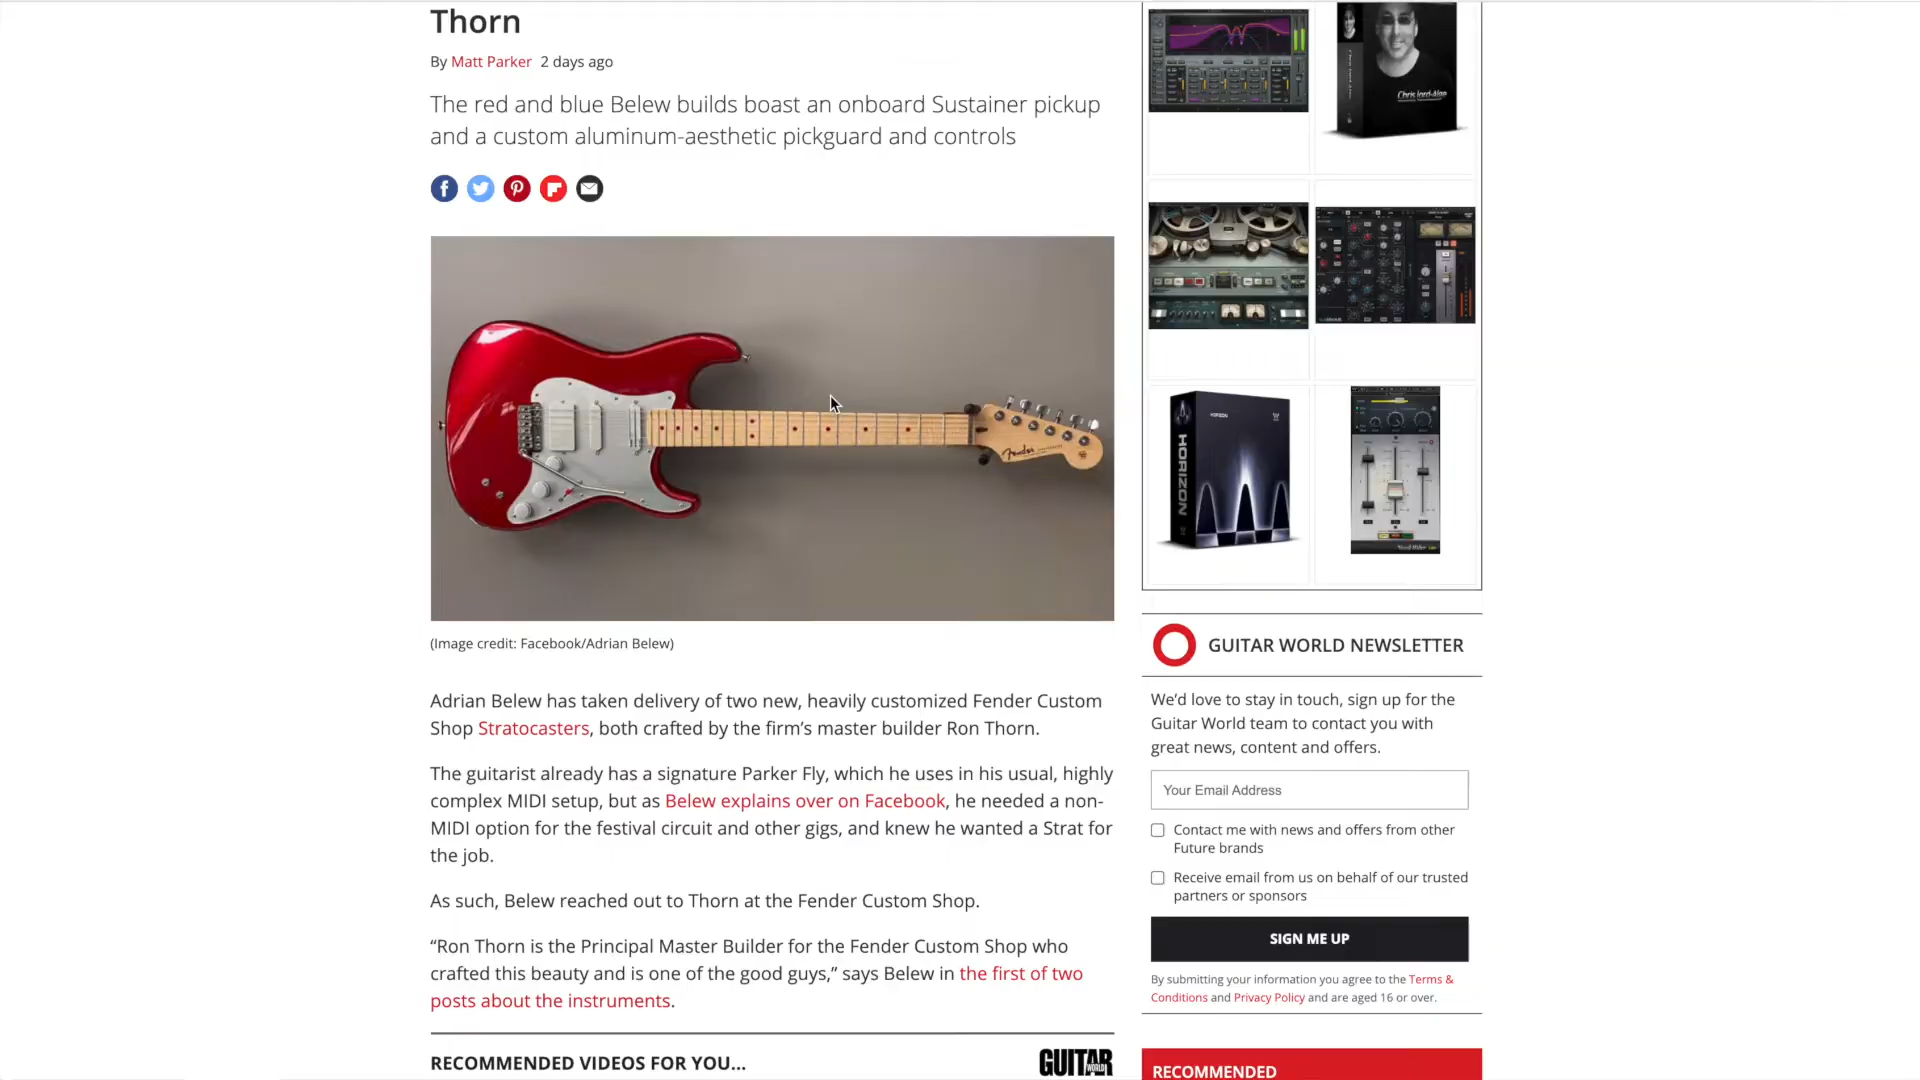 Thorn
By Matt Parker 2 days ago
The red and blue Belew builds boast an onboard Sustainer pickup
and a custom aluminum-aesthetic pickguard and controls
Fender
(Image credit: Facebook/Adrian Belew)
Adrian Belew has taken delivery of two new, heavily customized Fender Custom
Shop Stratocasters, both crafted by the firm’s master builder Ron Thorn.
The guitarist already has a signature Parker Fly, which he uses in his usual, highly
complex MIDI setup, but as Belew explains over on Facebook, he needed a non-
MIDI option for the festival circuit and other gigs, and knew he wanted a Strat for
the job.
As such, Belew reached out to Thorn at the Fender Custom Shop.
“Ron Thorn is the Principal Master Builder for the Fender Custom Shop who
crafted this beauty and is one of the good guys,” says Belew in the first of two
posts about the instruments.
RECOMMENDED VIDEOS FOR YOU...
GUITAR
WORLD
Chris Lord-Alge
HORIZON
HORIZON
GUITAR WORLD NEWSLETTER
We’d love to stay in touch, sign up for the
Guitar World team to contact you with
great news, content and offers.
Your Email Address
Contact me with news and offers from other
Future brands
Receive email from us on behalf of our trusted
partners or sponsors
SIGN ME UP
By submitting your information you agree to the Terms &
Conditions and Privacy Policy and are aged 16 or over.
RECOMMENDED